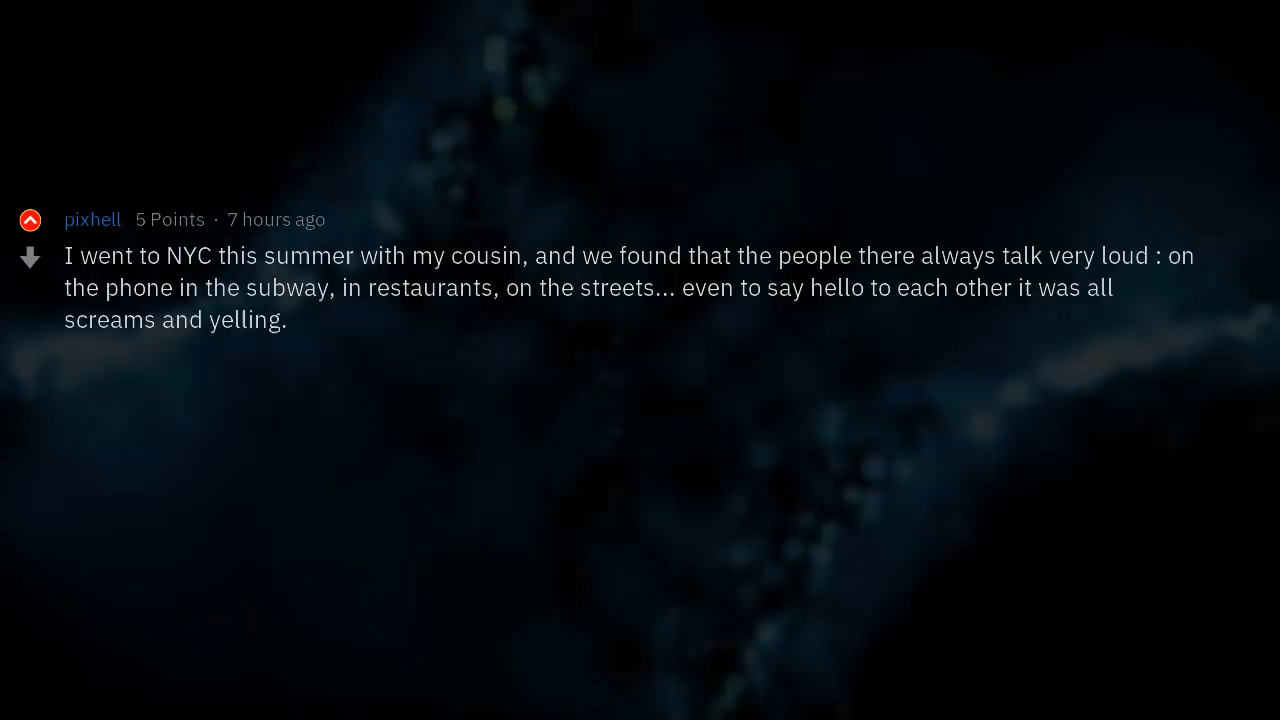 pixhell 5 Points · 7 hours ago
I went to NYC this summer with my cousin, and we found that the people there always talk very loud : on
the phone in the subway, in restaurants, on the streets... even to say hello to each other it was all
screams and yelling.